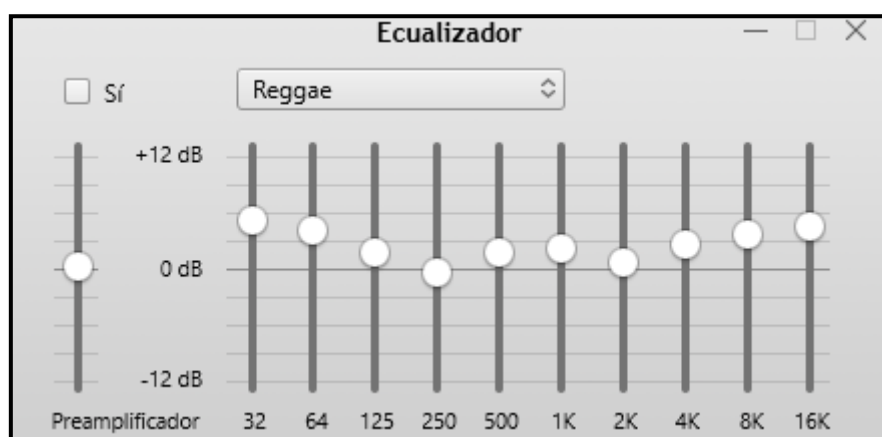 Ecualizador
Sí
Reggae
+12 dB
0 dB
-12 dB
Preamplificador 32 64 125 250 500 1K 2K 4K 8K 16K